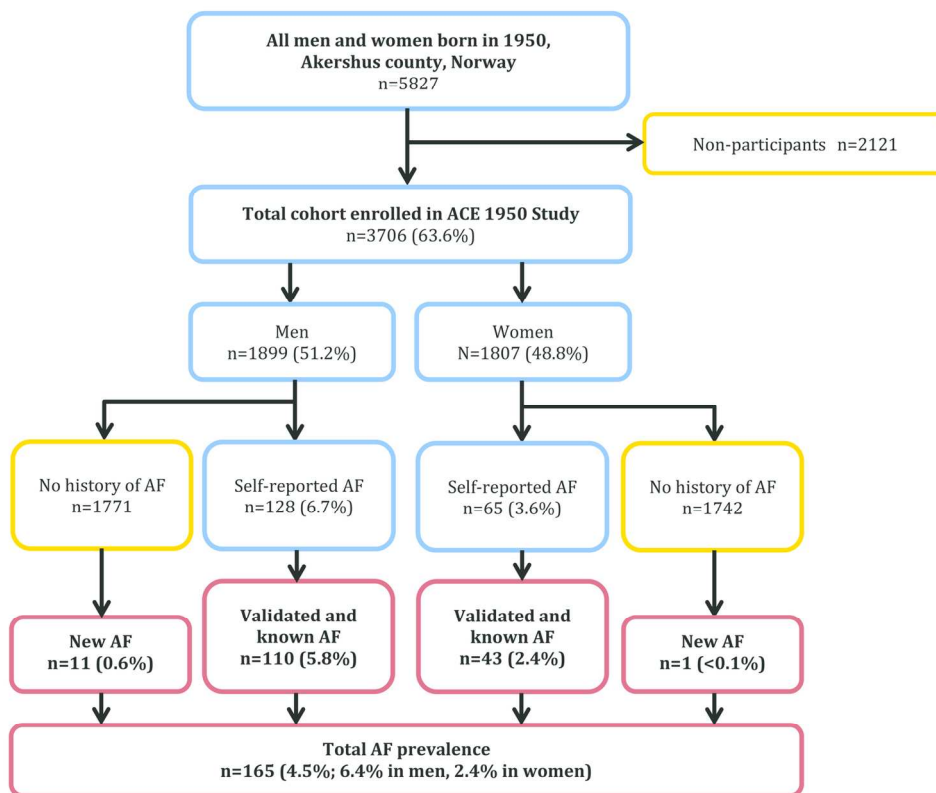 All men and women born in 1950,
Akershus county, Norway
n=5827
Non-participants n=2121
Total cohort enrolled in ACE 1950 Study
n=3706 (63.6%)
Men
n=1899 (51.2%)
Women
N=1807 (48.8%)
No history of AF
n=1771
Self-reported AF
n=128 (6.7%)
Self-reported AF
n=65 (3.6%)
No history of AF
n=1742
New AF
n=11 (0.6%)
Validated and
known AF
n=110 (5.8%)
Validated and
known AF
n=43 (2.4%)
New AF
n=1 (<0.1%)
Total AF prevalence
n=165 (4.5%; 6.4% in men, 2.4% in women)